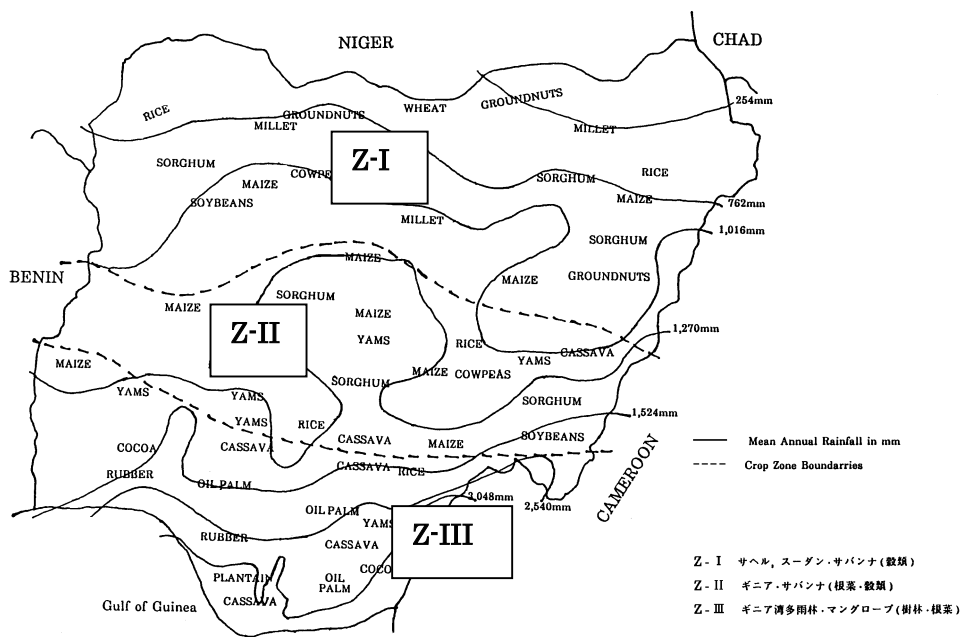 NIGER
CHAD
RICE
GROUNDNUTS
WHEAT
GROUNDNUTS
254mm
MILLET
MILLET
Z-I
SORGHUM
COWPE
SORGHUM
RICE
MAIZE
MAIZE
762mm
SOYBEANS
MILLET
1,016mm
SORGHUM
BENIN
MAIZE
MAIZE
GROUNDNUTS
SORGHUM
MAIZE
MAIZE
Z-II
YAMS
RICE
1,270mm
MAIZE
YAMS
CASSAVA
MAIZE
COWPEAS
SORGHUM
YAMS
YAMS
SORGHUM
1,524mm
YAMS
RICE
SOYBEANS
COCOA
CASSAVA
CASSAVA
MAIZE
CAMEROON
Mean Annual Rainfall in mm
Crop Zone Boundarries
RUBBER
CASSAVA
RICE
OIL PALM
2,048mm
2,540mm
OIL PALM
YAMS
Z-III
RUBBER
CASSAVA
COCO
PLANTAIN
OIL
PALM
CASSAVA
Gulf of Guinea
Z-I サヘル, スーダン・サバンナ(穀類)
Z-II ギニア・サバンナ(根菜・穀類)
Z-III ギニア湾多雨林・マングローブ(樹林・根菜)